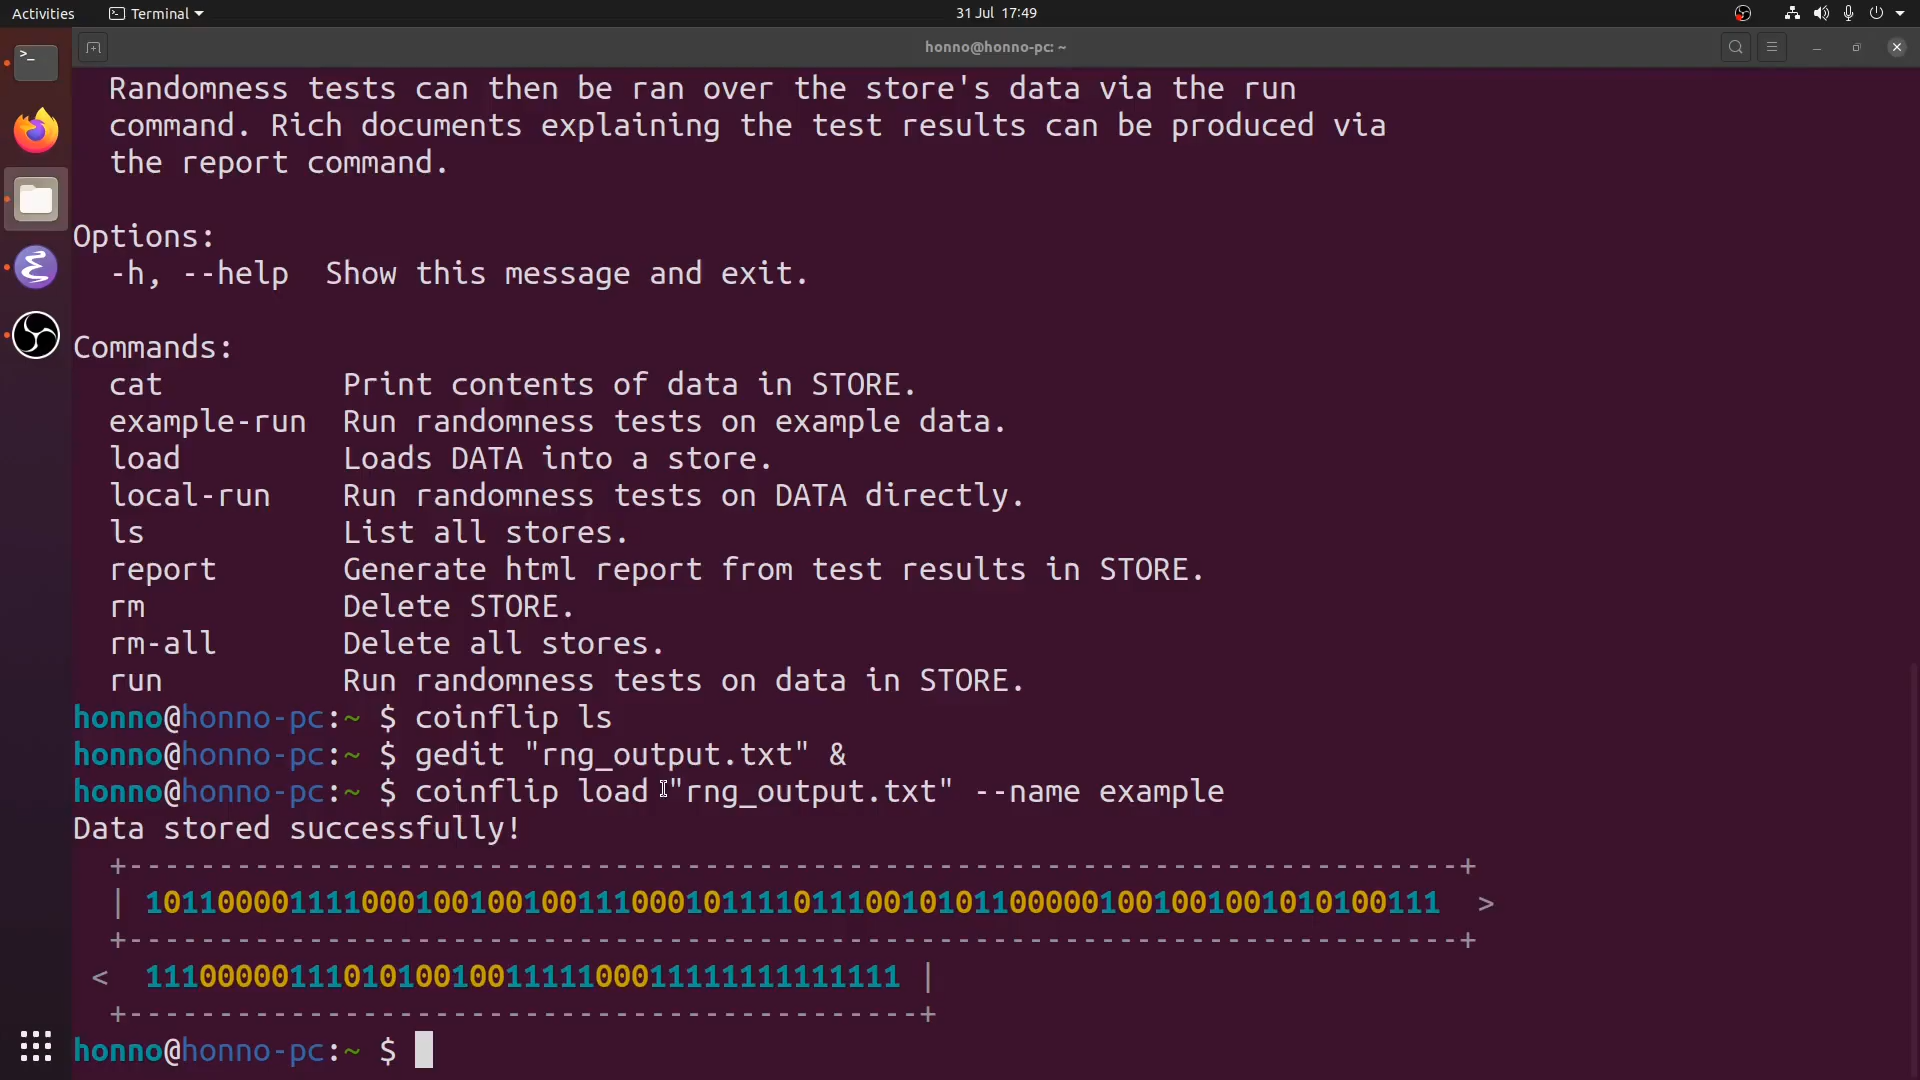 Activities Terminal 31 Jul 17:49
honno@honno-pc: ~
Randomness tests can then be ran over the store's data via the run
command. Rich documents explaining the test results can be produced via
the report command.
Options:
-h, --help  Show this message and exit.
Commands:
cat          Print contents of data in STORE.
example-run  Run randomness tests on example data.
load         Loads DATA into a store.
local-run    Run randomness tests on DATA directly.
ls           List all stores.
report       Generate html report from test results in STORE.
rm           Delete STORE.
rm-all       Delete all stores.
run          Run randomness tests on data in STORE.
honno@honno-pc:~ $ coinflip ls
honno@honno-pc:~ $ gedit "rng_output.txt" &
honno@honno-pc:~ $ coinflip load "rng_output.txt" --name example
Data stored successfully!
+--------------------------------------------------------------------------+
| 101100001111000100100100111000101111011100101011000001001001001010100111  >
+--------------------------------------------------------------------------+
<  111000001110101001001111100011111111111111 |
+--------------------------------------------+
honno@honno-pc:~ $